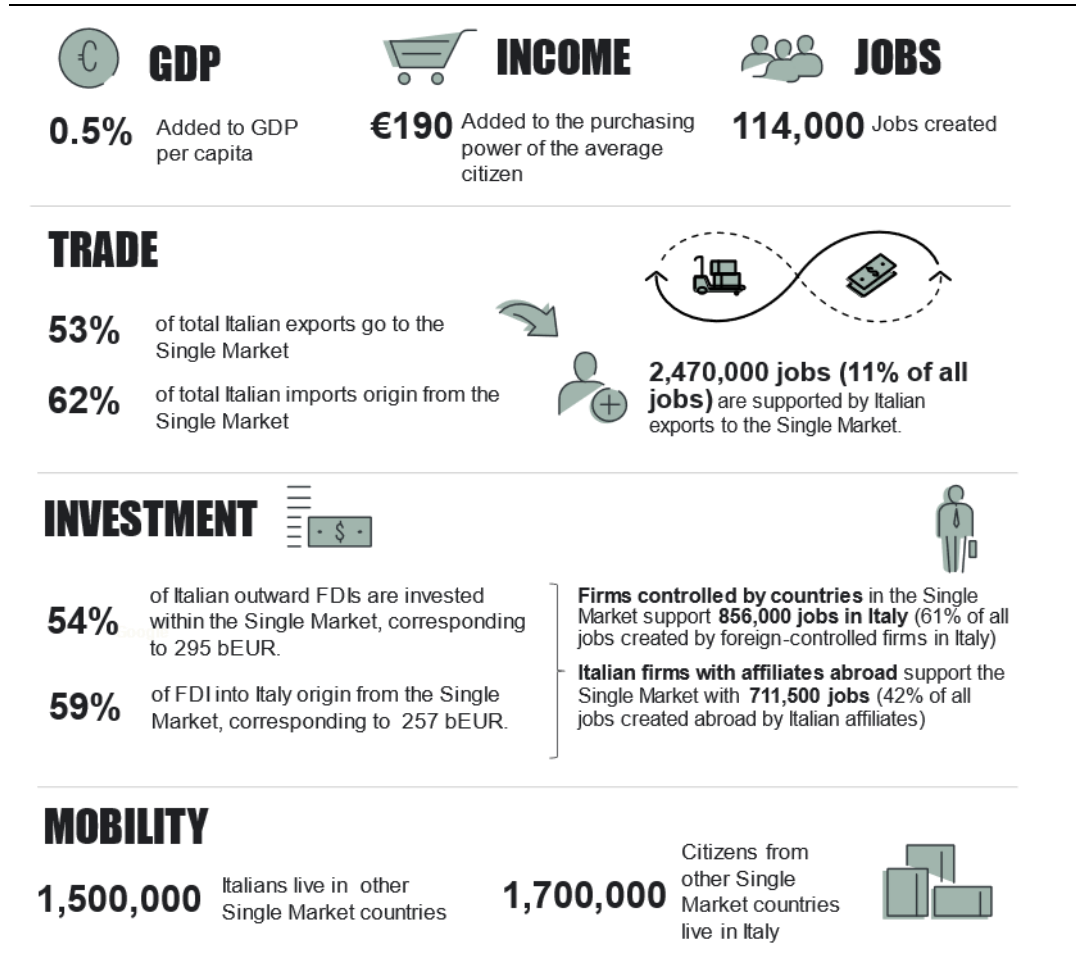 GDP
0.5%
Added to GDP
per capita
INCOME
€190
Added to the purchasing
power of the average
citizen
JOBS
114,000
Jobs created
TRADE
53%
of total Italian exports go to the
Single Market
62%
of total Italian imports origin from the
Single Market
2,470,000 jobs (11% of all
jobs) are supported by Italian
exports to the Single Market.
INVESTMENT
54%
of Italian outward FDIs are invested
within the Single Market, corresponding
to 295 bEUR.
59%
of FDI into Italy origin from the Single
Market, corresponding to 257 bEUR.
Firms controlled by countries in the Single
Market support 856,000 jobs in Italy (61% of all
jobs created by foreign-controlled firms in Italy)
Italian firms with affiliates abroad support the
Single Market with 711,500 jobs (42% of all
jobs created abroad by Italian affiliates)
MOBILITY
1,500,000
Italians live in other
Single Market countries
1,700,000
Citizens from
other Single
Market countries
live in Italy